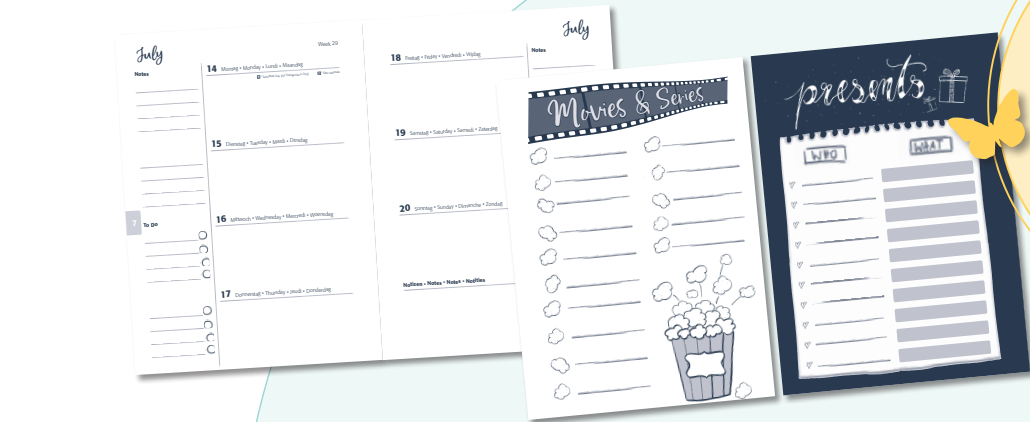 July
Week 29
Notes
14 Montag • Monday • Lundi • Maandag
15 Dienstag • Tuesday • Mardi • Dinsdag
7
To Do
16 Mittwoch • Wednesday • Mercredi • Woensdag
17 Donnerstag • Thursday • Jeudi • Donderdag
July
18 Freitag • Friday • Vendredi • Vrijdag
Notes
19 Samstag • Saturday • Samedi • Zaterdag
20 Sonntag • Sunday • Dimanche • Zondag
Notizen • Notes • Notes • Notities
Movies & Series
presents
WHO
WHAT